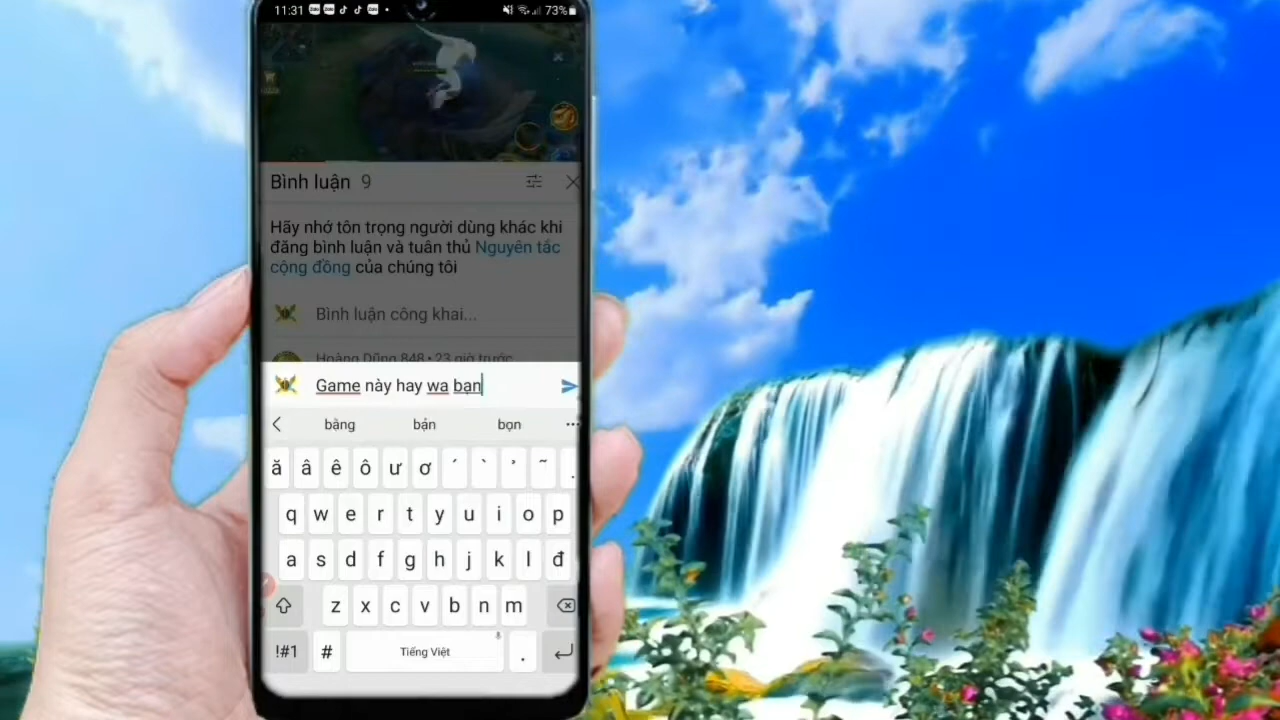 11:31
73%
Bình luận 9
Hãy nhớ tôn trọng người dùng khác khi
đăng bình luận và tuân thủ Nguyên tắc
cộng đồng của chúng tôi
Bình luận công khai...
Hoàng Dũng 848 • 23 giờ trước
Game này hay wa bạn
bằng bán bọn
ă â ê ô ư ơ ´ ` ̉ ~ .
q w e r t y u i o p
a s d f g h j k l đ
z x c v b n m
!#1 # Tiếng Việt .